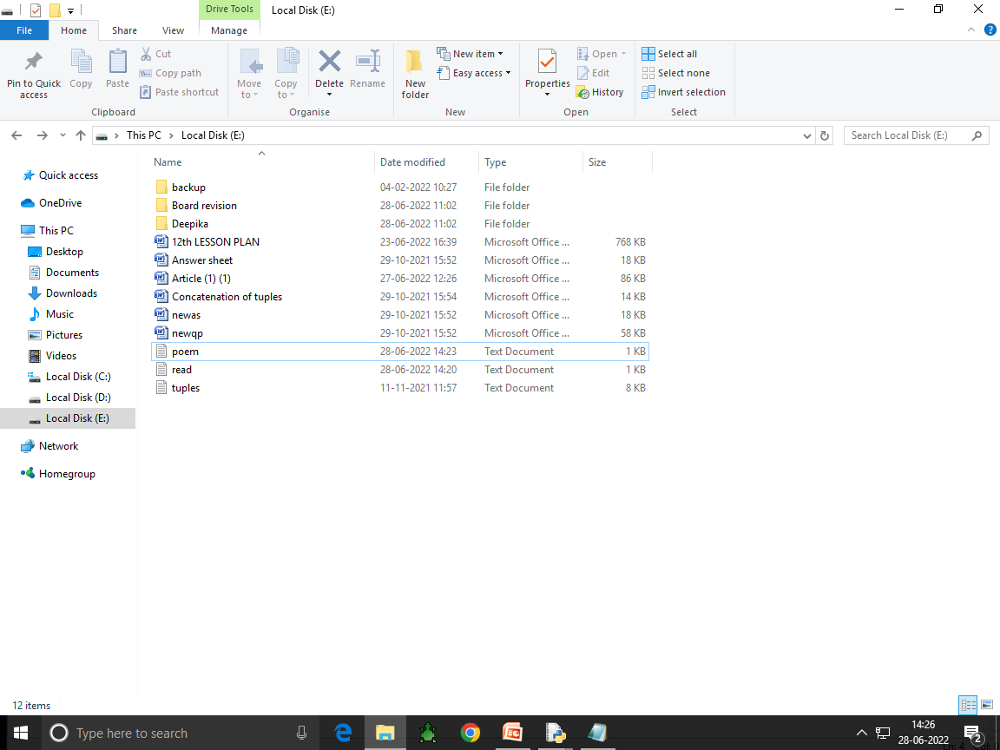 Drive Tools
Local Disk (E:)
File
Home
Share
View
Manage
Pin to Quick access
Copy
Paste
Cut
Copy path
Paste shortcut
Clipboard
Move to
Copy to
Delete
Rename
Organise
New folder
New item
Easy access
New
Properties
Open
Edit
History
Open
Select all
Select none
Invert selection
Select
This PC > Local Disk (E:)
Search Local Disk (E:)
Quick access
OneDrive
This PC
Desktop
Documents
Downloads
Music
Pictures
Videos
Local Disk (C:)
Local Disk (D:)
Local Disk (E:)
Network
Homegroup
Name Date modified Type Size
backup 04-02-2022 10:27 File folder
Board revision 28-06-2022 11:02 File folder
Deepika 28-06-2022 11:02 File folder
12th LESSON PLAN 23-06-2022 16:39 Microsoft Office ... 768 KB
Answer sheet 29-10-2021 15:52 Microsoft Office ... 18 KB
Article (1) (1) 27-06-2022 12:26 Microsoft Office ... 86 KB
Concatenation of tuples 29-10-2021 15:54 Microsoft Office ... 14 KB
newas 29-10-2021 15:52 Microsoft Office ... 18 KB
newqp 29-10-2021 15:52 Microsoft Office ... 58 KB
poem 28-06-2022 14:23 Text Document 1 KB
read 28-06-2022 14:20 Text Document 1 KB
tuples 11-11-2021 11:57 Text Document 8 KB
12 items
Type here to search
14:26
28-06-2022
2